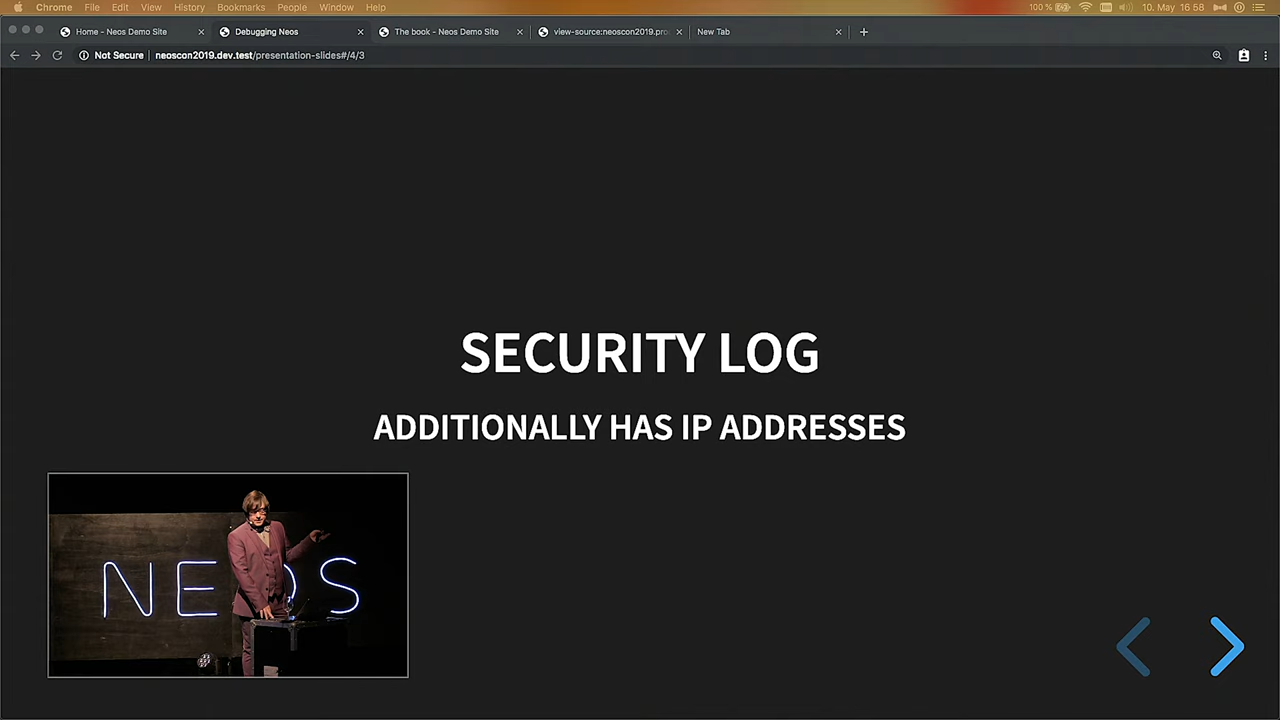 Chrome File Edit View History Bookmarks People Window Help 100 % 10. May 16:58
Home - Neos Demo Site Debugging Neos The book - Neos Demo Site view-source:neoscon2019.pro New Tab
Not Secure neoscon2019.dev.test/presentation-slides#/4/3
SECURITY LOG
ADDITIONALLY HAS IP ADDRESSES
NEOS